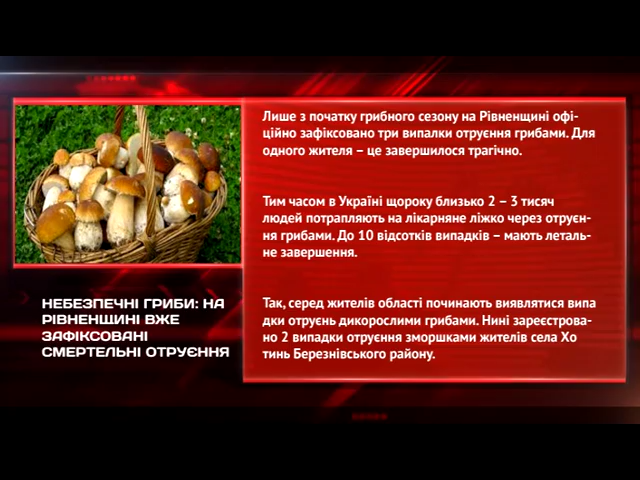 Лише з початку грибного сезону на Рівненщині офі-
ційно зафіксовано три випалки отруєння грибами. Для
одного жителя – це завершилося трагічно.
Тим часом в Україні щороку близько 2 – 3 тисяч
людей потрапляють на лікарняне ліжко через отруєн-
ня грибами. До 10 відсотків випадків – мають леталь-
не завершення.
Так, серед жителів області починають виявлятися випа
дки отруєнь дикорослими грибами. Нині зареєстрова-
но 2 випадки отруєння зморшками жителів села Хо
тинь Березнівського району.
НЕБЕЗПЕЧНІ ГРИБИ: НА
РІВНЕНЩИНІ ВЖЕ
ЗАФІКСОВАНІ
СМЕРТЕЛЬНІ ОТРУЄННЯ